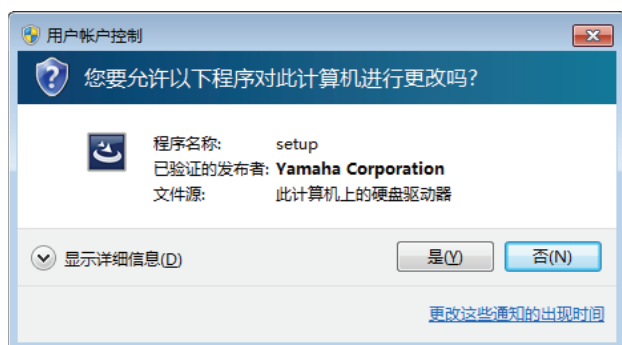 用户帐户控制
您要允许以下程序对此计算机进行更改吗?
程序名称: setup
已验证的发布者: Yamaha Corporation
文件源: 此计算机上的硬盘驱动器
显示详细信息(D) 是(Y) 否(N)
更改这些通知的出现时间